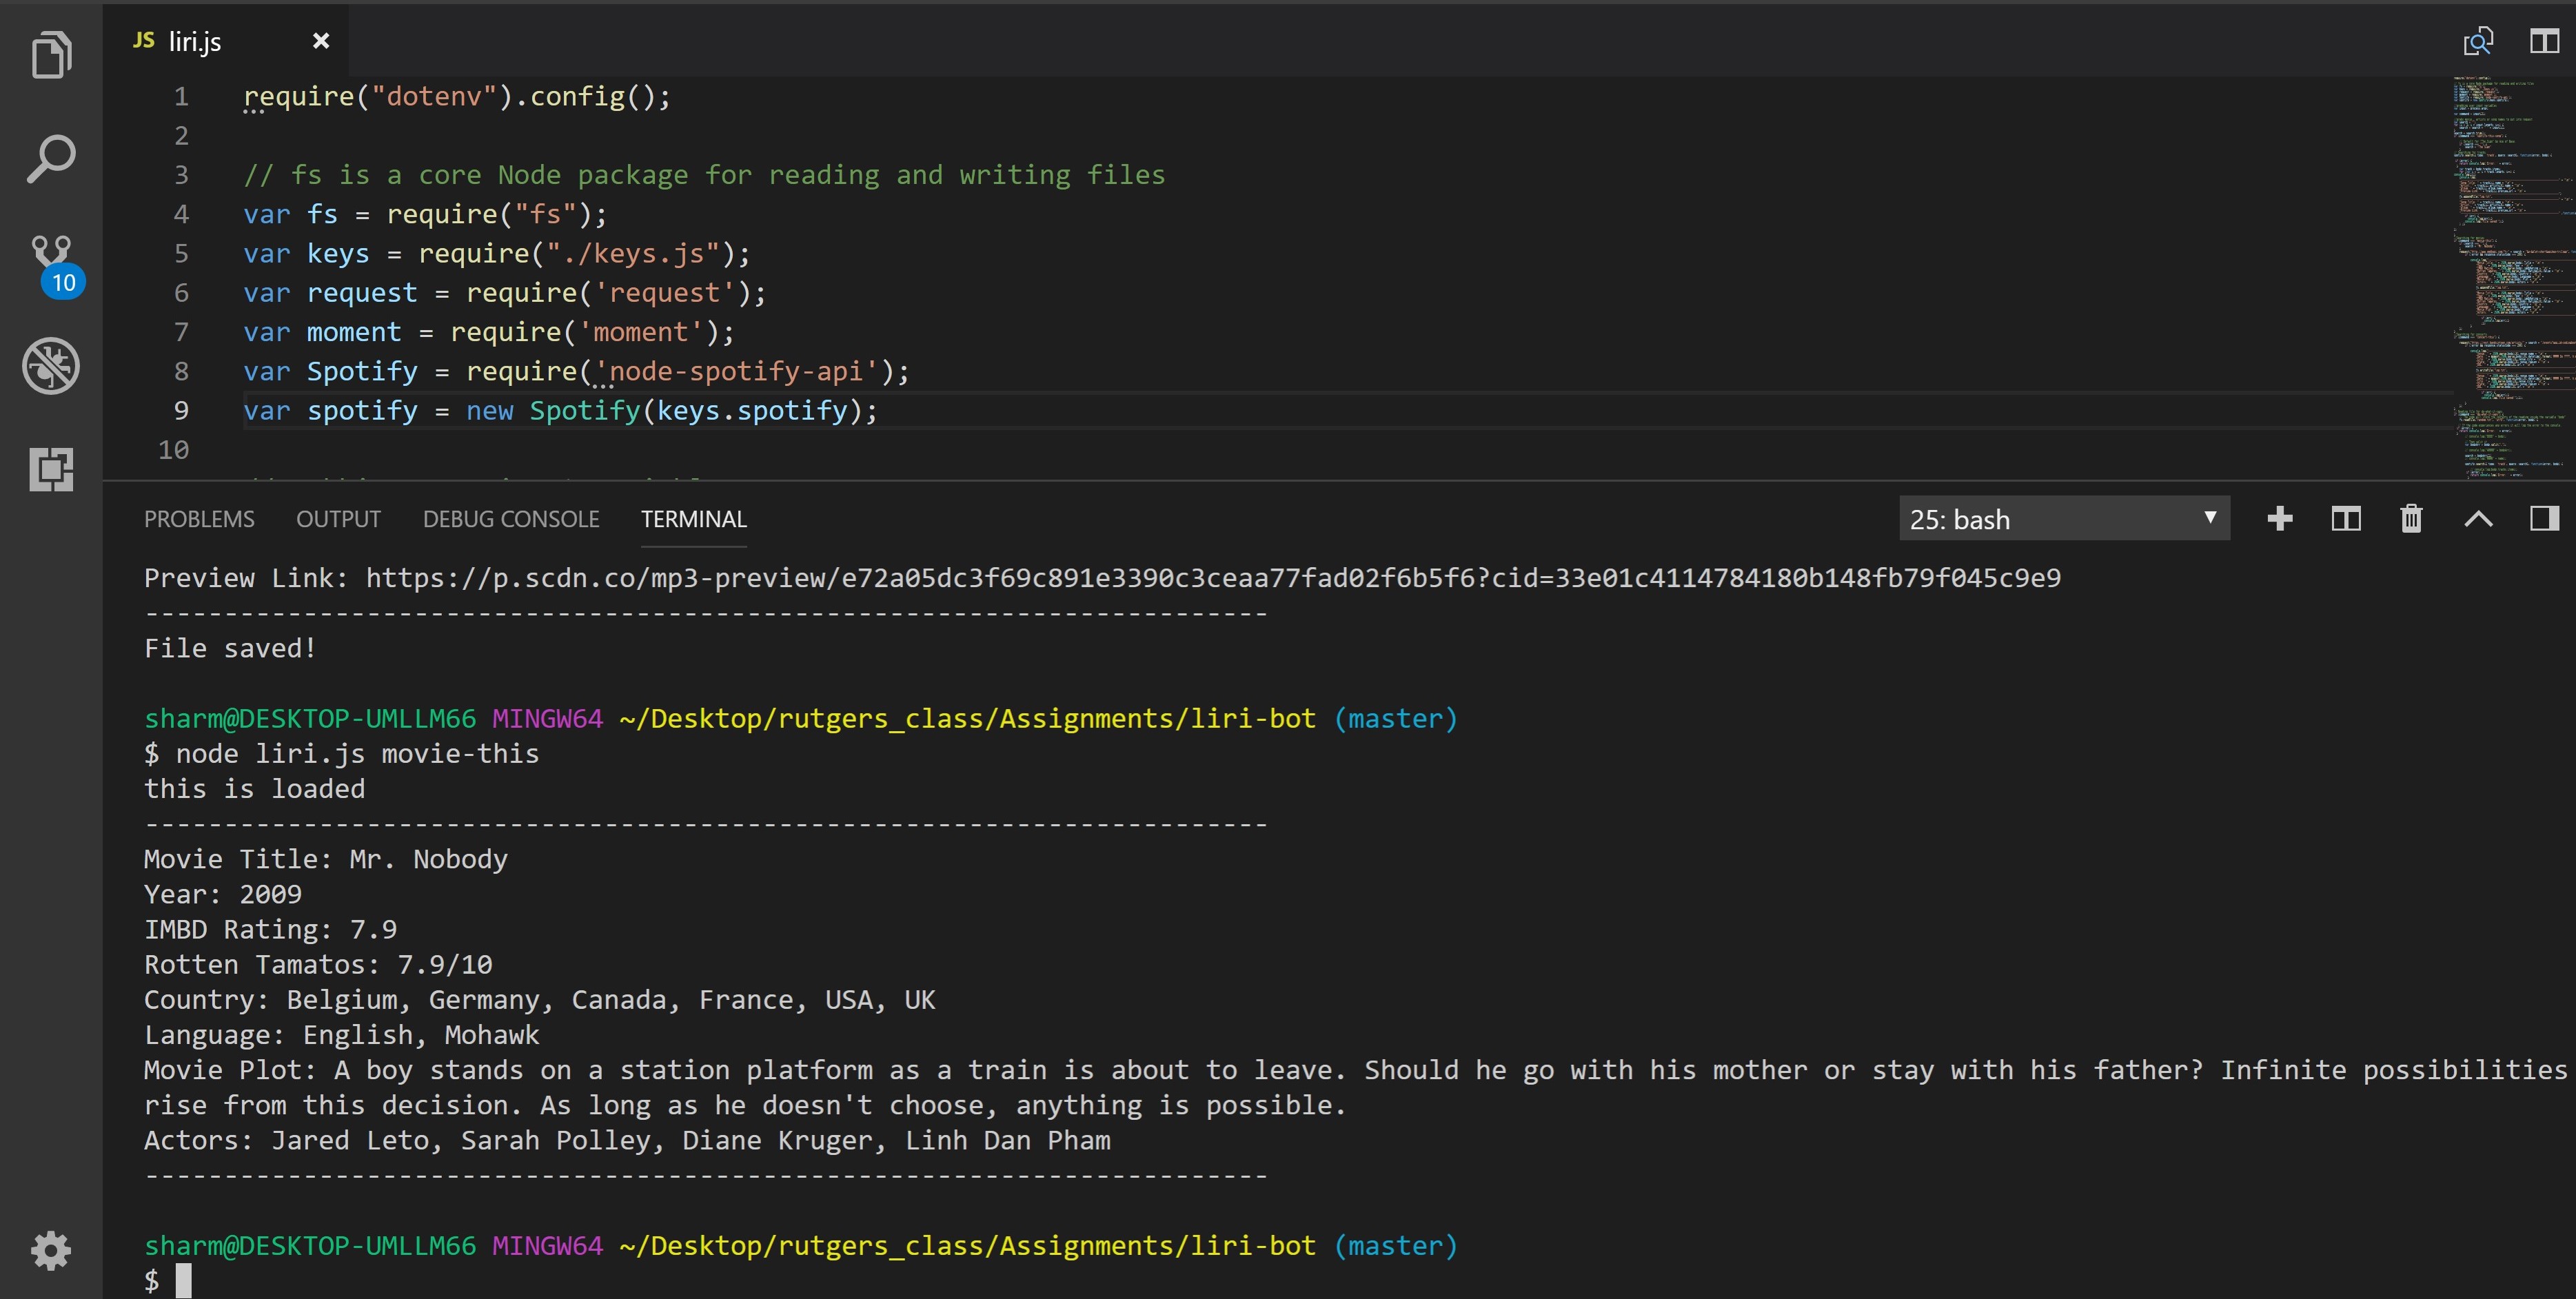 JS liri.js ×
1 require("dotenv").config();
2
3 // fs is a core Node package for reading and writing files
4 var fs = require("fs");
5 var keys = require("./keys.js");
6 var request = require('request');
7 var moment = require('moment');
8 var Spotify = require('node-spotify-api');
9 var spotify = new Spotify(keys.spotify);
10
10
PROBLEMS OUTPUT DEBUG CONSOLE TERMINAL 25: bash
Preview Link: https://p.scdn.co/mp3-preview/e72a05dc3f69c891e3390c3ceaa77fad02f6b5f6?cid=33e01c4114784180b148fb79f045c9e9
-----------------------------------------------------------------------
File saved!
sharm@DESKTOP-UMLLM66 MINGW64 ~/Desktop/rutgers_class/Assignments/liri-bot (master)
$ node liri.js movie-this
this is loaded
-----------------------------------------------------------------------
Movie Title: Mr. Nobody
Year: 2009
IMBD Rating: 7.9
Rotten Tamatos: 7.9/10
Country: Belgium, Germany, Canada, France, USA, UK
Language: English, Mohawk
Movie Plot: A boy stands on a station platform as a train is about to leave. Should he go with his mother or stay with his father? Infinite possibilities
rise from this decision. As long as he doesn't choose, anything is possible.
Actors: Jared Leto, Sarah Polley, Diane Kruger, Linh Dan Pham
-----------------------------------------------------------------------
sharm@DESKTOP-UMLLM66 MINGW64 ~/Desktop/rutgers_class/Assignments/liri-bot (master)
$